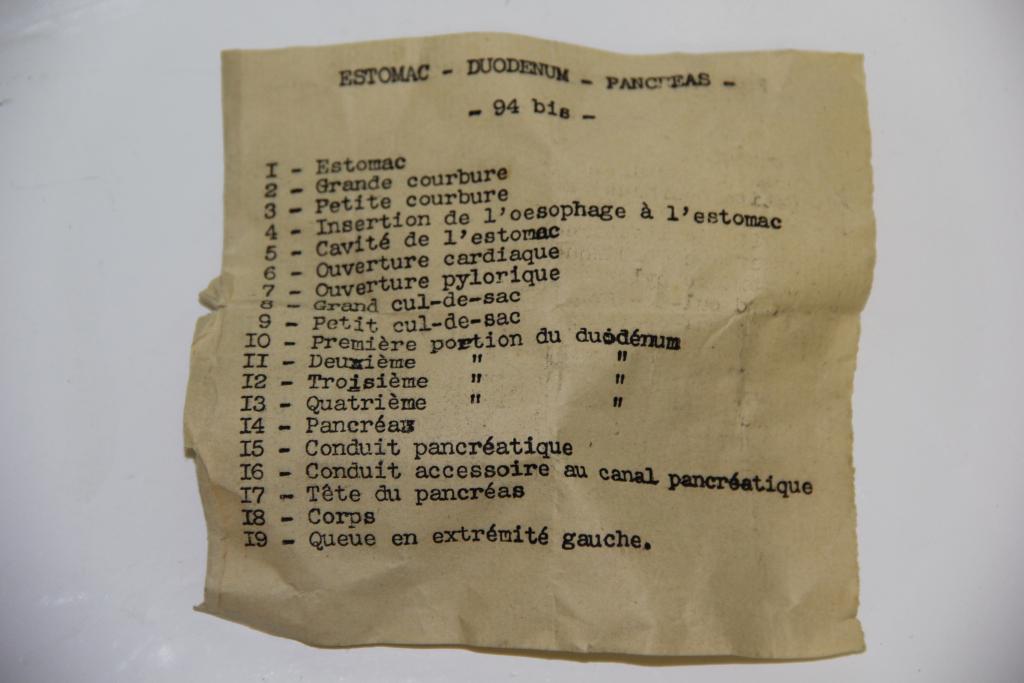 ESTOMAC - DUODENUM - PANCREAS -
- 94 bis -
I - Estomac
2 - Grande courbure
3 - Petite courbure
4 - Insertion de l'oesophage à l'estomac
5 - Cavité de l'estomac
6 - Ouverture cardiaque
7 - Ouverture pylorique
8 - Grand cul-de-sac
9 - Petit cul-de-sac
IO - Première portion du duodénum
II - Deuxième " "
I2 - Troisième " "
I3 - Quatrième " "
I4 - Pancréas
I5 - Conduit pancréatique
I6 - Conduit accessoire au canal pancréatique
I7 - Tête du pancréas
I8 - Corps
I9 - Queue en extrémité gauche.